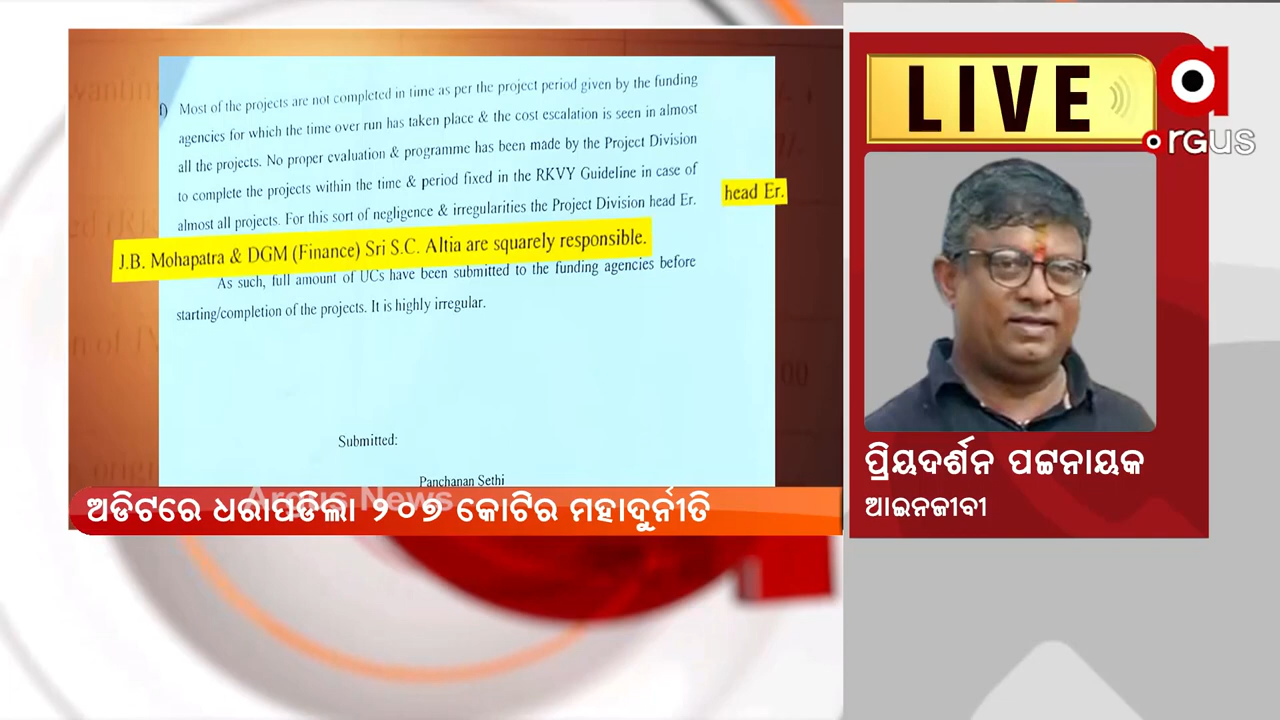 f) Most of the projects are not completed in time as per the project period given by the funding
agencies for which the time over run has taken place & the cost escalation is seen in almost
all the projects. No proper evaluation & programme has been made by the Project Division
to complete the projects within the time & period fixed in the RKVY Guideline in case of
almost all projects. For this sort of negligence & irregularities the Project Division head Er.
head Er.
J.B. Mohapatra & DGM (Finance) Sri S.C. Altia are squarely responsible.
As such, full amount of UCs have been submitted to the funding agencies before
starting/completion of the projects. It is highly irregular.
Submitted:
Panchanan Sethi
Argus News
ଅଡିଟରେ ଧରାପଡିଲା ୨୦୭ କୋଟିର ମହାଦୁର୍ନୀତି
LIVE
argus
ପ୍ରିୟଦର୍ଶନ ପଟ୍ଟନାୟକ
ଆଇନଜୀବୀ